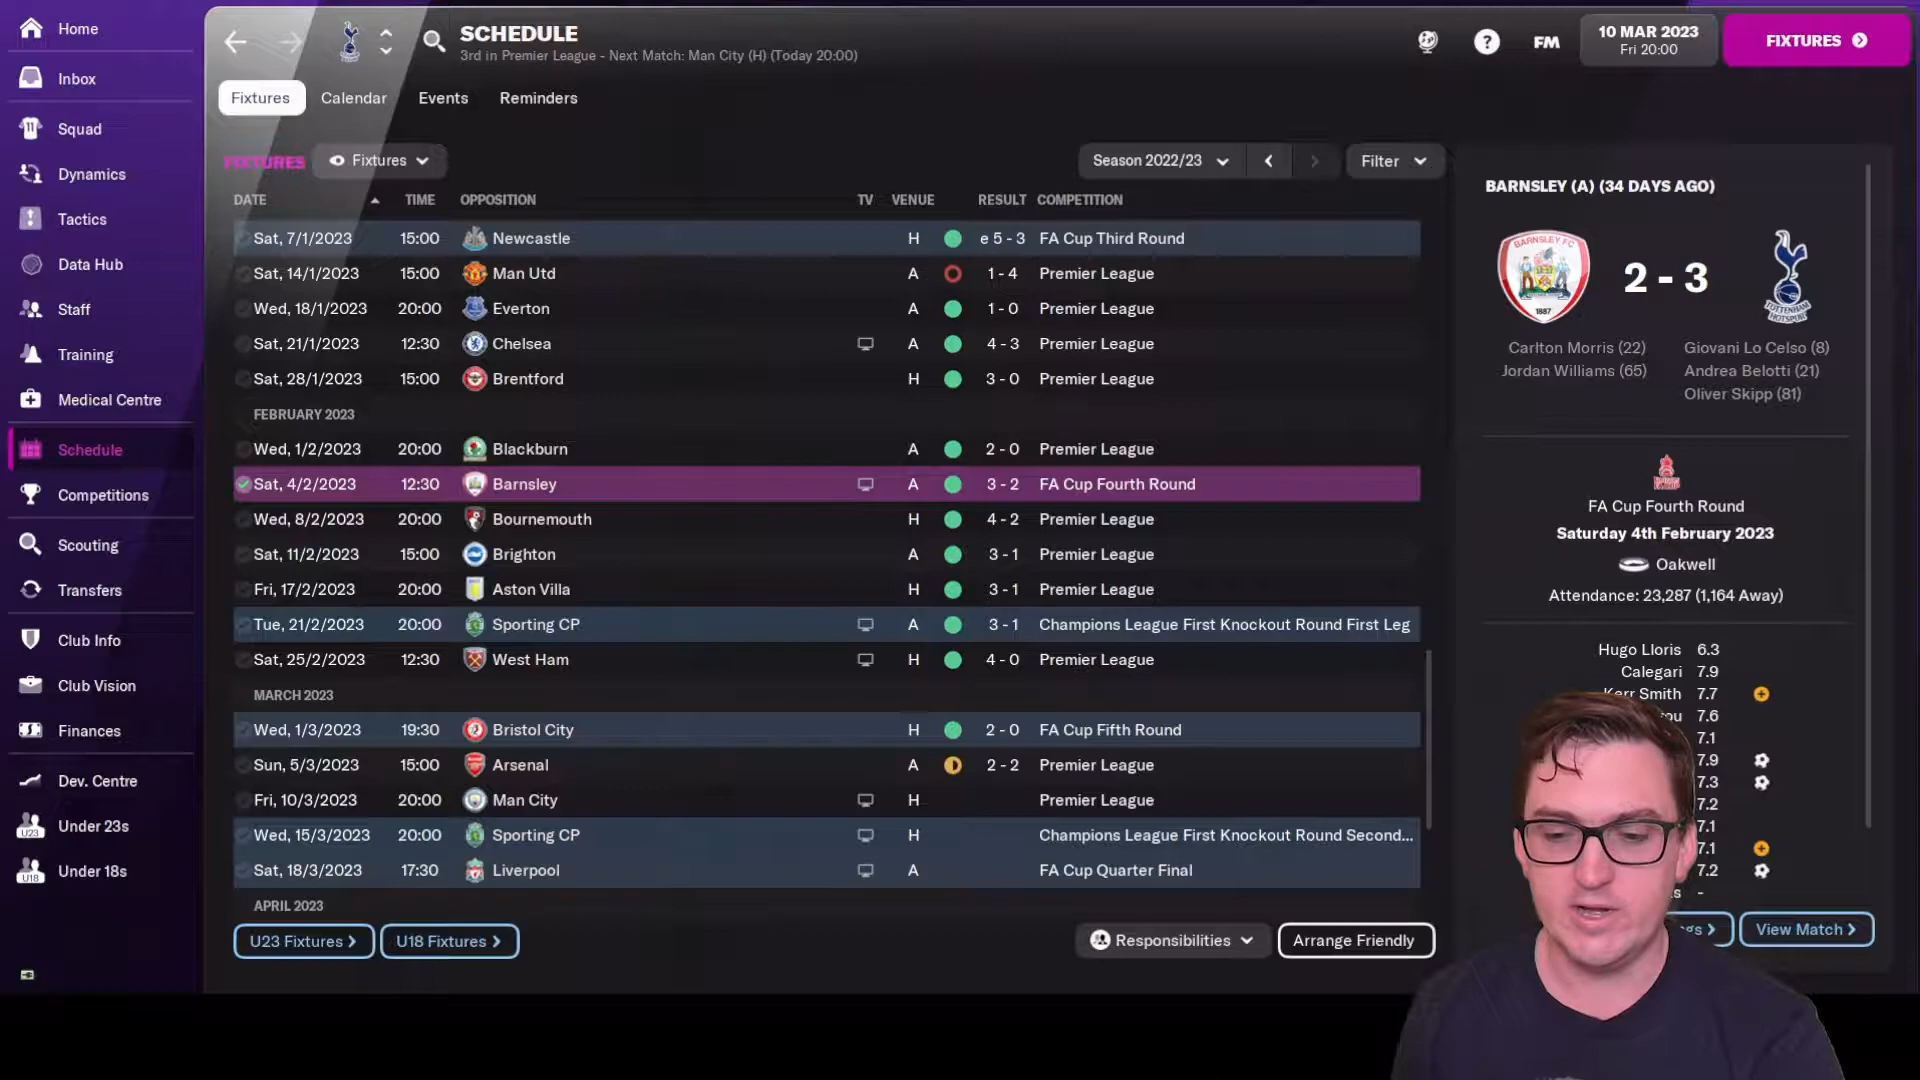 Home
Inbox
Squad
Dynamics
Tactics
Data Hub
Staff
Training
Medical Centre
Schedule
Competitions
Scouting
Transfers
Club Info
Club Vision
Finances
Dev. Centre
U23 Under 23s
U18 Under 18s
SCHEDULE
3rd in Premier League - Next Match: Man City (H) (Today 20:00)
? FM
10 MAR 2023
Fri 20:00
FIXTURES
Fixtures Calendar Events Reminders
FIXTURES Fixtures Season 2022/23 Filter
DATE TIME OPPOSITION TV VENUE RESULT COMPETITION
Sat, 7/1/2023 15:00 Newcastle H e 5 - 3 FA Cup Third Round
Sat, 14/1/2023 15:00 Man Utd A 1 - 4 Premier League
Wed, 18/1/2023 20:00 Everton A 1 - 0 Premier League
Sat, 21/1/2023 12:30 Chelsea A 4 - 3 Premier League
Sat, 28/1/2023 15:00 Brentford H 3 - 0 Premier League
FEBRUARY 2023
Wed, 1/2/2023 20:00 Blackburn A 2 - 0 Premier League
Sat, 4/2/2023 12:30 Barnsley A 3 - 2 FA Cup Fourth Round
Wed, 8/2/2023 20:00 Bournemouth H 4 - 2 Premier League
Sat, 11/2/2023 15:00 Brighton A 3 - 1 Premier League
Fri, 17/2/2023 20:00 Aston Villa H 3 - 1 Premier League
Tue, 21/2/2023 20:00 Sporting CP A 3 - 1 Champions League First Knockout Round First Leg
Sat, 25/2/2023 12:30 West Ham H 4 - 0 Premier League
MARCH 2023
Wed, 1/3/2023 19:30 Bristol City H 2 - 0 FA Cup Fifth Round
Sun, 5/3/2023 15:00 Arsenal A 2 - 2 Premier League
Fri, 10/3/2023 20:00 Man City H Premier League
Wed, 15/3/2023 20:00 Sporting CP H Champions League First Knockout Round Second...
Sat, 18/3/2023 17:30 Liverpool A FA Cup Quarter Final
APRIL 2023
U23 Fixtures U18 Fixtures Responsibilities Arrange Friendly
BARNSLEY (A) (34 DAYS AGO)
BARNSLEY FC
1887
2 - 3
TOTTENHAM
HOTSPUR
Carlton Morris (22)
Jordan Williams (65)
Giovani Lo Celso (8)
Andrea Belotti (21)
Oliver Skipp (81)
FA Cup Fourth Round
Saturday 4th February 2023
Oakwell
Attendance: 23,287 (1,164 Away)
Hugo Lloris 6.3
Calegari 7.9
Kerr Smith 7.7
7.6
7.1
7.9
7.3
7.2
7.1
7.1
7.2
-
View Match